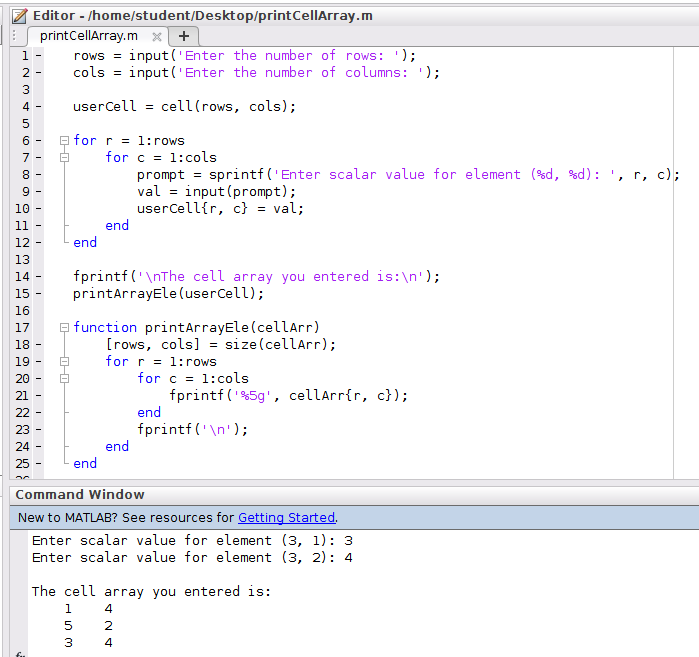 Editor - /home/student/Desktop/printCellArray.m
printCellArray.m × +
1 - rows = input('Enter the number of rows: ');
2 - cols = input('Enter the number of columns: ');
3
4 - userCell = cell(rows, cols);
5
6 - for r = 1:rows
7 - for c = 1:cols
8 - prompt = sprintf('Enter scalar value for element (%d, %d): ', r, c);
9 - val = input(prompt);
10 - userCell{r, c} = val;
11 - end
12 - end
13
14 - fprintf('\nThe cell array you entered is:\n');
15 - printArrayEle(userCell);
16
17 function printArrayEle(cellArr)
18 - [rows, cols] = size(cellArr);
19 - for r = 1:rows
20 - for c = 1:cols
21 - fprintf('%5g', cellArr{r, c});
22 - end
23 - fprintf('\n');
24 - end
25 - end
Command Window
New to MATLAB? See resources for Getting Started.
Enter scalar value for element (3, 1): 3
Enter scalar value for element (3, 2): 4

The cell array you entered is:
1 4
5 2
3 4